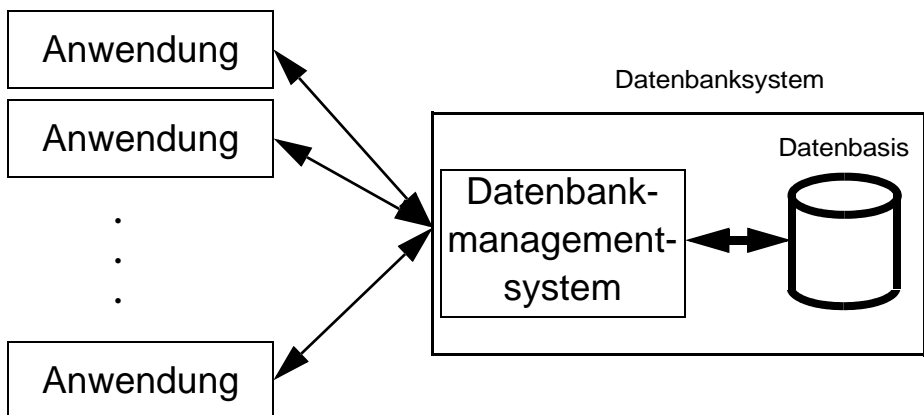 Anwendung
Anwendung
.
.
.
Anwendung
Datenbanksystem
Datenbasis
Datenbank-
management-
system